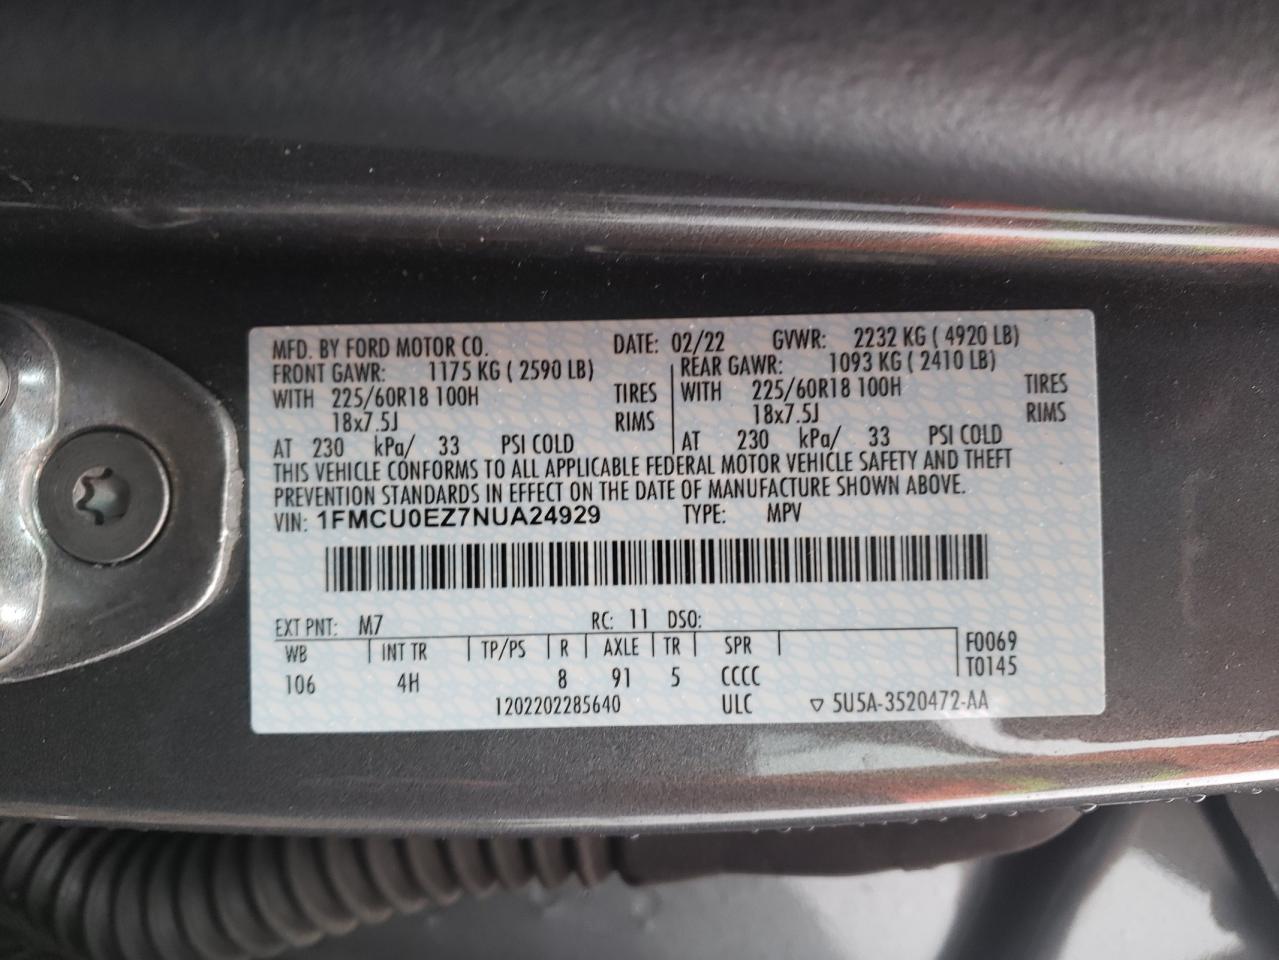 MFD. BY FORD MOTOR CO. DATE: 02/22 GVWR: 2232 KG ( 4920 LB)
FRONT GAWR: 1175 KG ( 2590 LB) REAR GAWR: 1093 KG ( 2410 LB)
WITH 225/60R18 100H TIRES WITH 225/60R18 100H TIRES
18x7.5J RIMS 18x7.5J RIMS
AT 230 kPa/ 33 PSI COLD AT 230 kPa/ 33 PSI COLD
THIS VEHICLE CONFORMS TO ALL APPLICABLE FEDERAL MOTOR VEHICLE SAFETY AND THEFT
PREVENTION STANDARDS IN EFFECT ON THE DATE OF MANUFACTURE SHOWN ABOVE.
VIN: 1FMCU0EZ7NUA24929 TYPE: MPV
EXT PNT: M7 RC: 11 DSO:
WB INT TR TP/PS R AXLE TR SPR F0069
106 4H 8 91 5 CCCC T0145
1202202285640 ULC ▽ 5U5A-3520472-AA